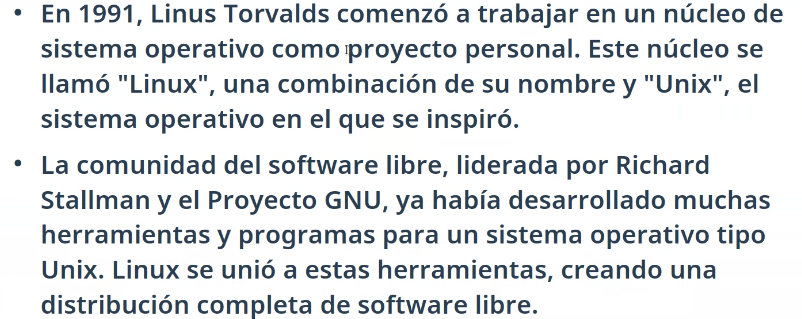 • En 1991, Linus Torvalds comenzó a trabajar en un núcleo de
sistema operativo como proyecto personal. Este núcleo se
llamó "Linux", una combinación de su nombre y "Unix", el
sistema operativo en el que se inspiró.
• La comunidad del software libre, liderada por Richard
Stallman y el Proyecto GNU, ya había desarrollado muchas
herramientas y programas para un sistema operativo tipo
Unix. Linux se unió a estas herramientas, creando una
distribución completa de software libre.